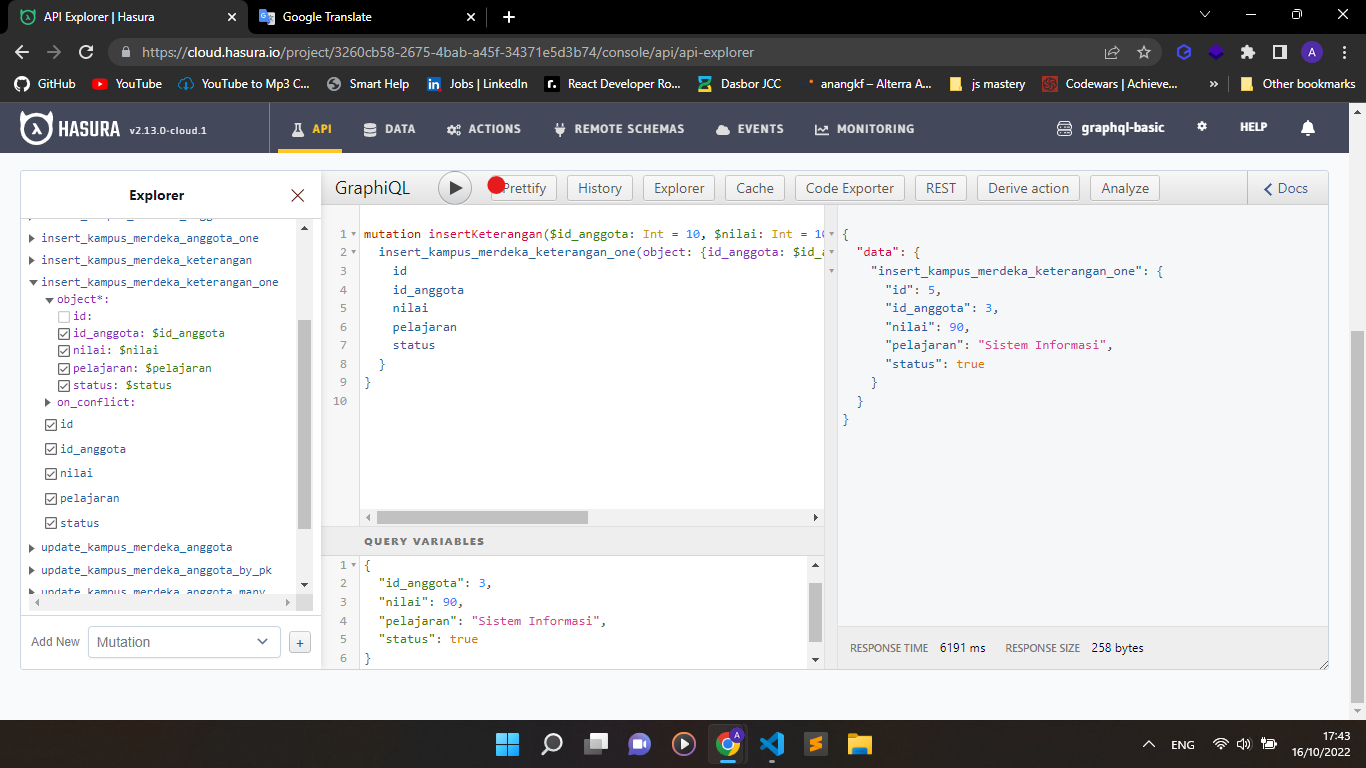 API Explorer | Hasura
Google Translate
https://cloud.hasura.io/project/3260cb58-2675-4bab-a45f-34371e5d3b74/console/api/api-explorer
A
GitHub
YouTube
YouTube to Mp3 C...
Smart Help
Jobs | LinkedIn
React Developer Ro...
Dasbor JCC
anangkf – Alterra A...
js mastery
Codewars | Achieve...
»
Other bookmarks
HASURA
v2.13.0-cloud.1
API
DATA
ACTIONS
REMOTE SCHEMAS
EVENTS
MONITORING
graphql-basic
HELP
Explorer
insert_kampus_merdeka_anggota_one
insert_kampus_merdeka_keterangan
insert_kampus_merdeka_keterangan_one
object*:
id:
id_anggota: $id_anggota
nilai: $nilai
pelajaran: $pelajaran
status: $status
on_conflict:
id
id_anggota
nilai
pelajaran
status
update_kampus_merdeka_anggota
update_kampus_merdeka_anggota_by_pk
update_kampus_merdeka_anggota_many
Add New
Mutation
+
GraphiQL
Prettify
History
Explorer
Cache
Code Exporter
REST
Derive action
Analyze
Docs
1 mutation insertKeterangan($id_anggota: Int = 10, $nilai: Int = 10
2 insert_kampus_merdeka_keterangan_one(object: {id_anggota: $id_a
3 id
4 id_anggota
5 nilai
6 pelajaran
7 status
8 }
9 }
10
QUERY VARIABLES
1 {
2 "id_anggota": 3,
3 "nilai": 90,
4 "pelajaran": "Sistem Informasi",
5 "status": true
6 }
{
"data": {
"insert_kampus_merdeka_keterangan_one": {
"id": 5,
"id_anggota": 3,
"nilai": 90,
"pelajaran": "Sistem Informasi",
"status": true
}
}
}
RESPONSE TIME 6191 ms RESPONSE SIZE 258 bytes
A
ENG
17:43
16/10/2022